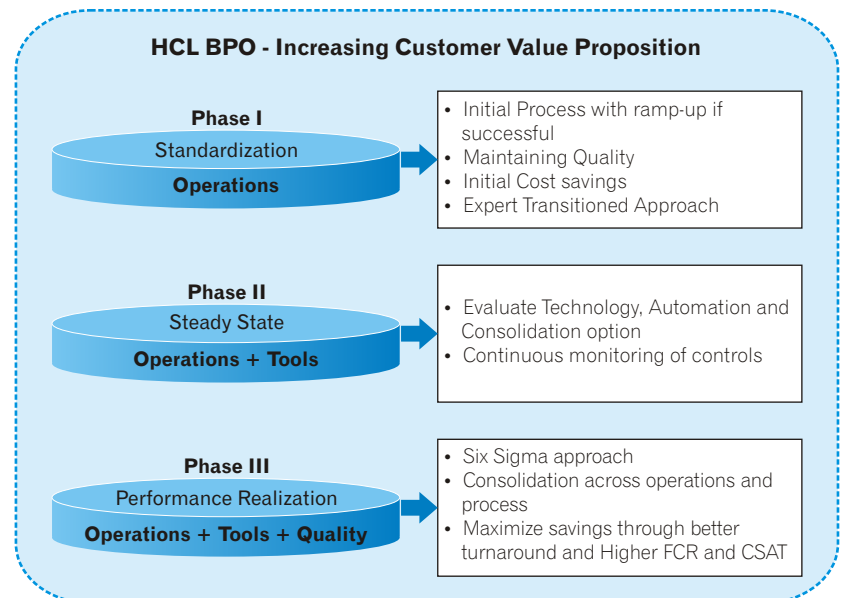 HCL BPO - Increasing Customer Value Proposition
Phase I
Standardization
Operations
• Initial Process with ramp-up if
successful
• Maintaining Quality
• Initial Cost savings
• Expert Transitioned Approach
Phase II
Steady State
Operations + Tools
• Evaluate Technology, Automation and
Consolidation option
• Continuous monitoring of controls
Phase III
Performance Realization
Operations + Tools + Quality
• Six Sigma approach
• Consolidation across operations and
process
• Maximize savings through better
turnaround and Higher FCR and CSAT